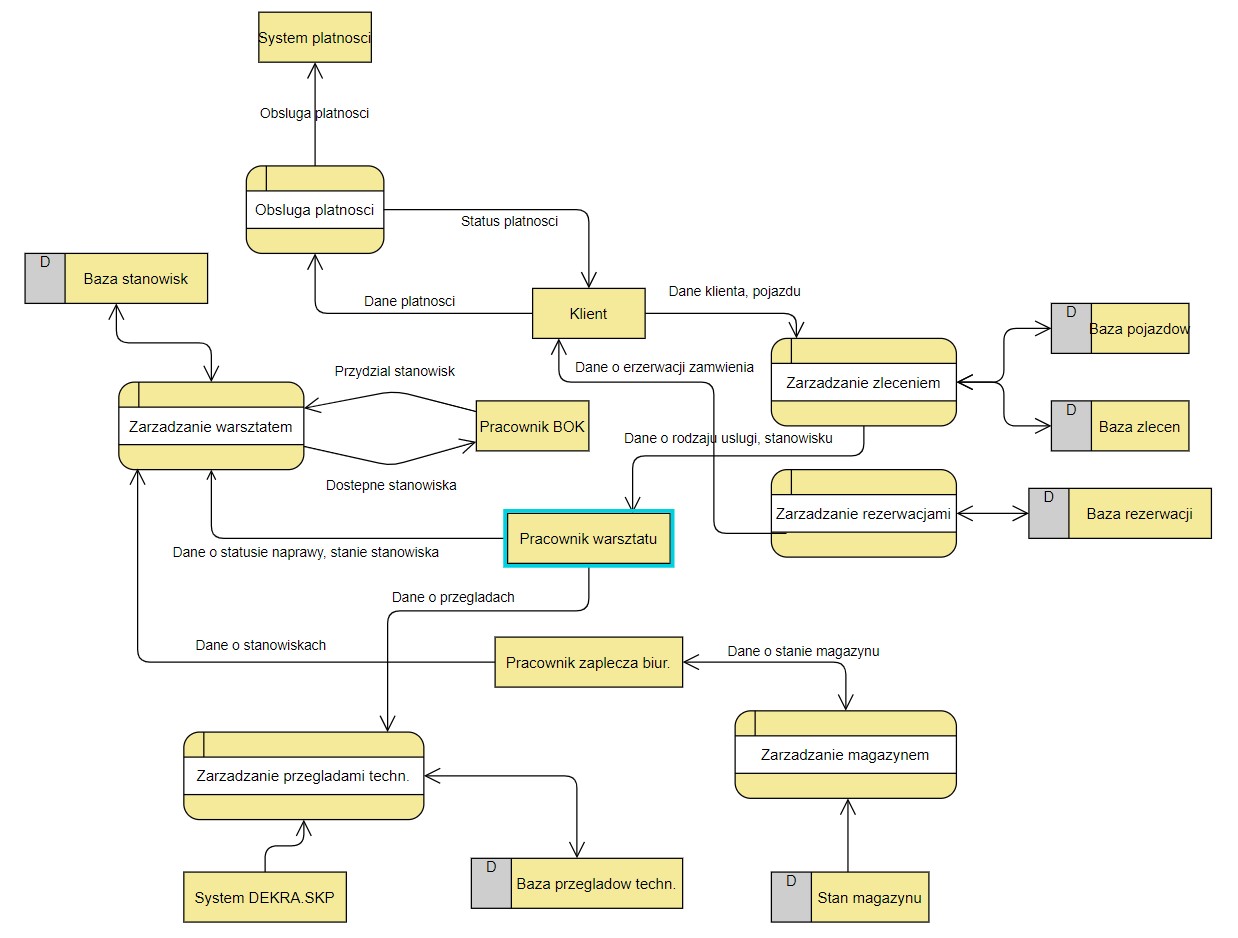 System platnosci
Obsluga platnosci
Obsluga platnosci
Status platnosci
D
Baza stanowisk
Dane platnosci
Klient
Dane klienta, pojazdu
D
Baza pojazdow
Przydzial stanowisk
Dane o erzerwacji zamwienia
Zarzadzanie zleceniem
Zarzadzanie warsztatem
Pracownik BOK
D
Baza zlecen
Dane o rodzaju uslugi, stanowisku
Dostepne stanowiska
Zarzadzanie rezerwacjami
D
Baza rezerwacji
Pracownik warsztatu
Dane o statusie naprawy, stanie stanowiska
Dane o przegladach
Dane o stanowiskach
Pracownik zaplecza biur.
Dane o stanie magazynu
Zarzadzanie przegladami techn.
Zarzadzanie magazynem
System DEKRA.SKP
D
Baza przegladow techn.
D
Stan magazynu